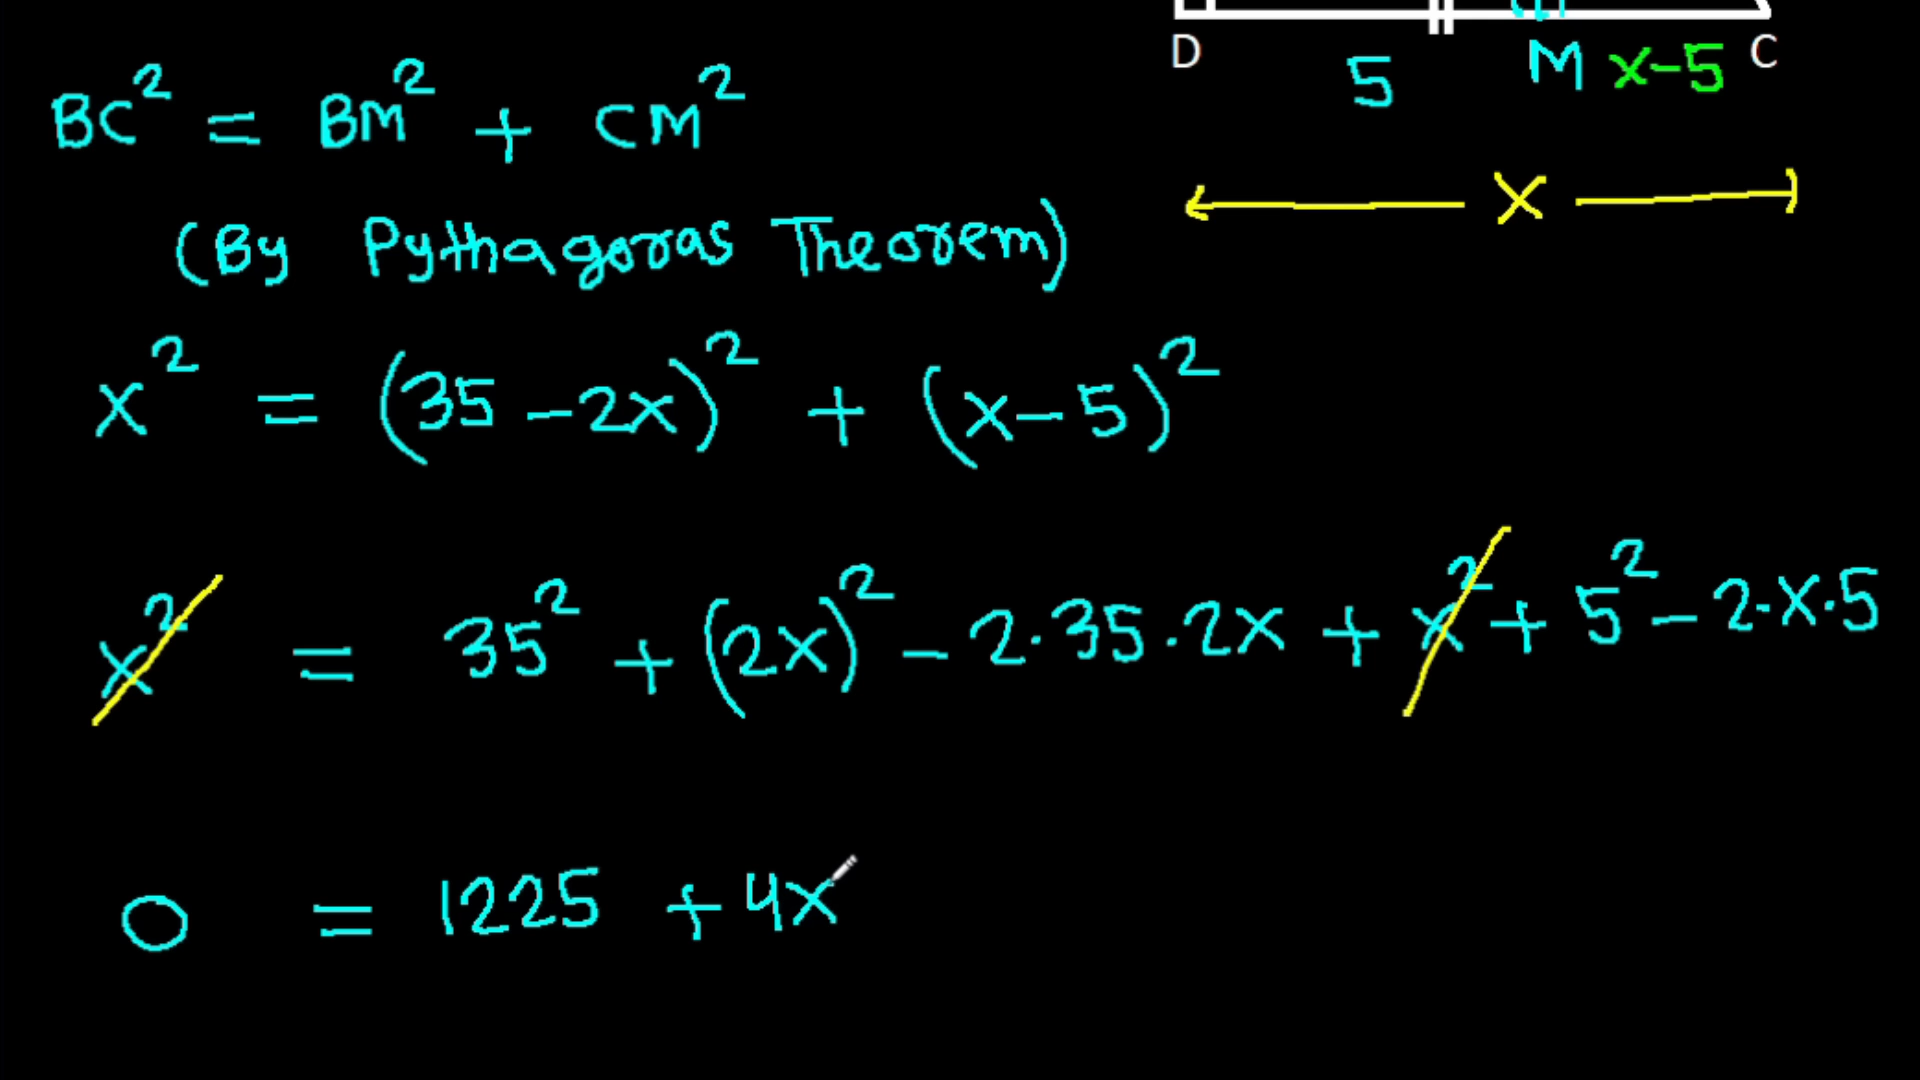 D 5 M x-5 C
BC² = BM² + CM²
x
(By Pythagoras Theorem)
x² = (35-2x)² + (x-5)²
x² = 35² + (2x)² - 2·35·2x + x² + 5² - 2·x·5
0 = 1225 + 4x